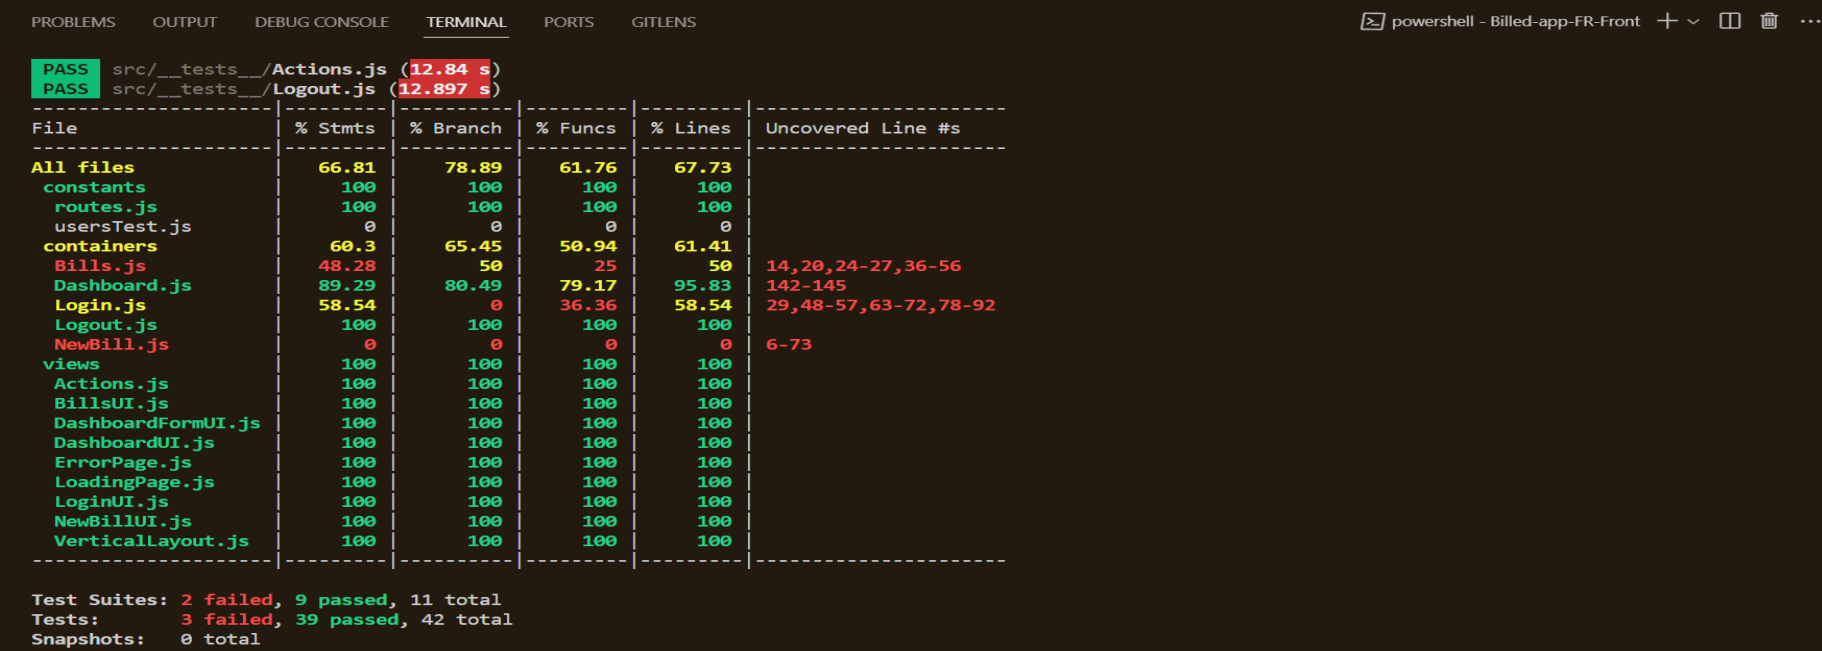 PROBLEMS OUTPUT DEBUG CONSOLE TERMINAL PORTS GITLENS powershell - Billed-app-FR-Front
PASS src/__tests__/Actions.js (12.84 s)
PASS src/__tests__/Logout.js (12.897 s)
---------------------|---------|----------|---------|---------|----------------------
File | % Stmts | % Branch | % Funcs | % Lines | Uncovered Line #s
---------------------|---------|----------|---------|---------|----------------------
All files | 66.81 | 78.89 | 61.76 | 67.73 |
constants | 100 | 100 | 100 | 100 |
routes.js | 100 | 100 | 100 | 100 |
usersTest.js | 0 | 0 | 0 | 0 |
containers | 60.3 | 65.45 | 50.94 | 61.41 |
Bills.js | 48.28 | 50 | 25 | 50 | 14,20,24-27,36-56
Dashboard.js | 89.29 | 80.49 | 79.17 | 95.83 | 142-145
Login.js | 58.54 | 0 | 36.36 | 58.54 | 29,48-57,63-72,78-92
Logout.js | 100 | 100 | 100 | 100 |
NewBill.js | 0 | 0 | 0 | 0 | 6-73
views | 100 | 100 | 100 | 100 |
Actions.js | 100 | 100 | 100 | 100 |
BillsUI.js | 100 | 100 | 100 | 100 |
DashboardFormUI.js | 100 | 100 | 100 | 100 |
DashboardUI.js | 100 | 100 | 100 | 100 |
ErrorPage.js | 100 | 100 | 100 | 100 |
LoadingPage.js | 100 | 100 | 100 | 100 |
LoginUI.js | 100 | 100 | 100 | 100 |
NewBillUI.js | 100 | 100 | 100 | 100 |
VerticalLayout.js | 100 | 100 | 100 | 100 |
---------------------|---------|----------|---------|---------|----------------------
Test Suites: 2 failed, 9 passed, 11 total
Tests: 3 failed, 39 passed, 42 total
Snapshots: 0 total